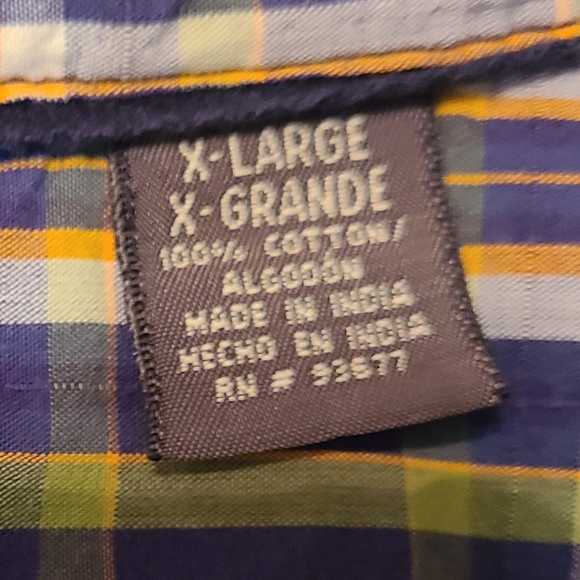 X-LARGE
X-GRANDE
100% COTTON/
ALGODON
MADE IN INDIA
HECHO EN INDIA
RN # 93677